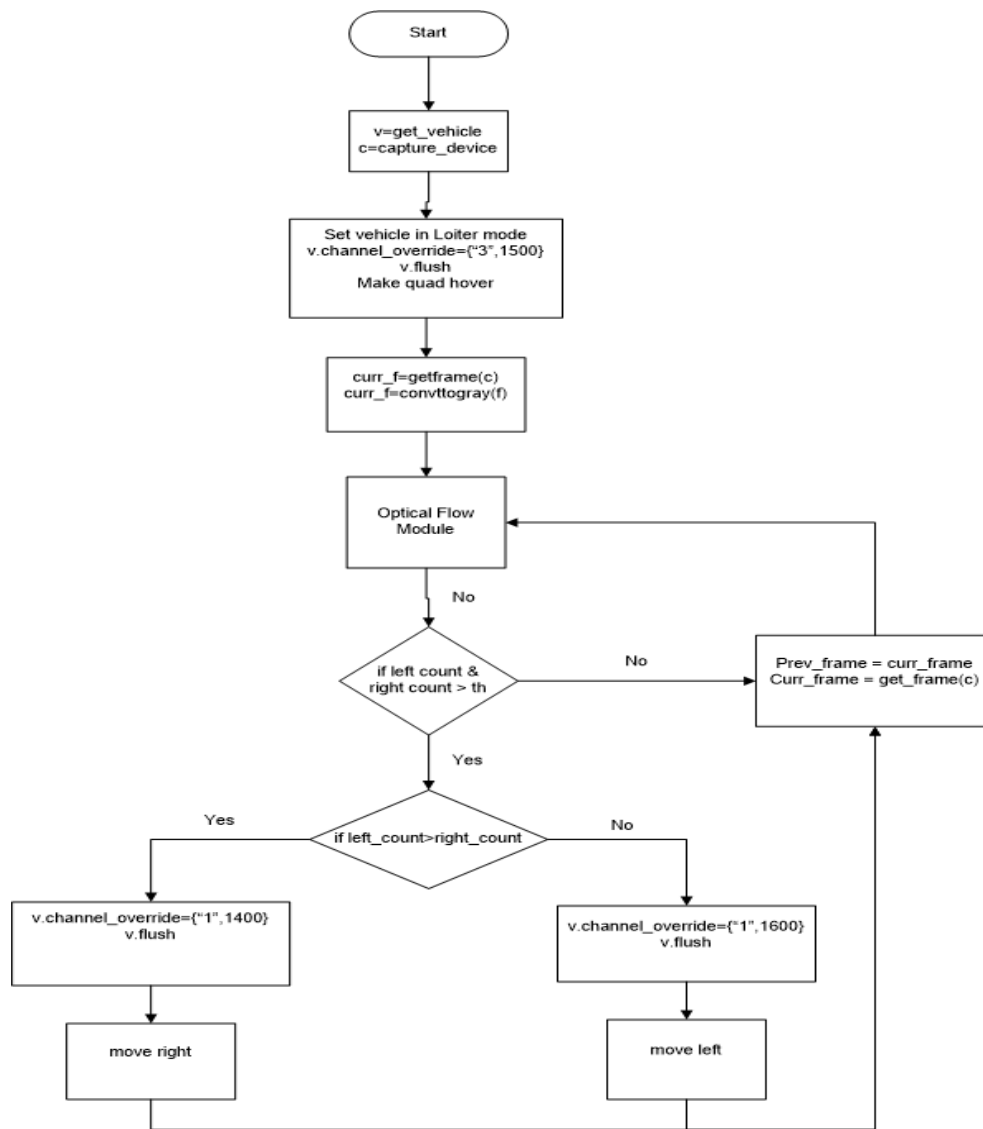 Start
v=get_vehicle
c=capture_device
Set vehicle in Loiter mode
v.channel_override={“3”,1500}
v.flush
Make quad hover
curr_f=getframe(c)
curr_f=convttogray(f)
Optical Flow
Module
No
if left count &
right count > th
No
Prev_frame = curr_frame
Curr_frame = get_frame(c)
Yes
if left_count>right_count
Yes
No
v.channel_override={“1”,1400}
v.flush
v.channel_override={“1”,1600}
v.flush
move right
move left